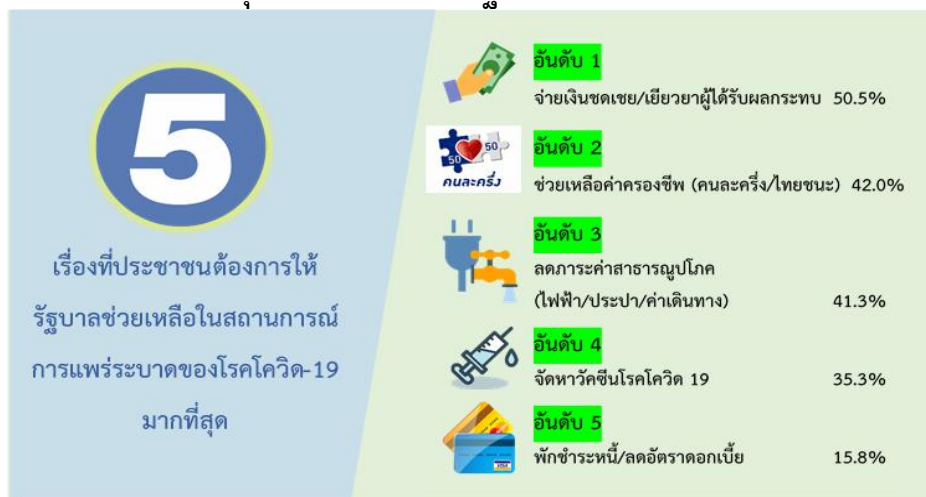 5
เรื่องที่ประชาชนต้องการให้
รัฐบาลช่วยเหลือในสถานการณ์
การแพร่ระบาดของโรคโควิด-19
มากที่สุด
อันดับ 1
จ่ายเงินชดเชย/เยียวยาผู้ได้รับผลกระทบ 50.5%
50 50
คนละครึ่ง
อันดับ 2
ช่วยเหลือค่าครองชีพ (คนละครึ่ง/ไทยชนะ) 42.0%
อันดับ 3
ลดภาระค่าสาธารณูปโภค
(ไฟฟ้า/ประปา/ค่าเดินทาง) 41.3%
อันดับ 4
จัดหาวัคซีนโรคโควิด 19 35.3%
อันดับ 5
พักชำระหนี้/ลดอัตราดอกเบี้ย 15.8%